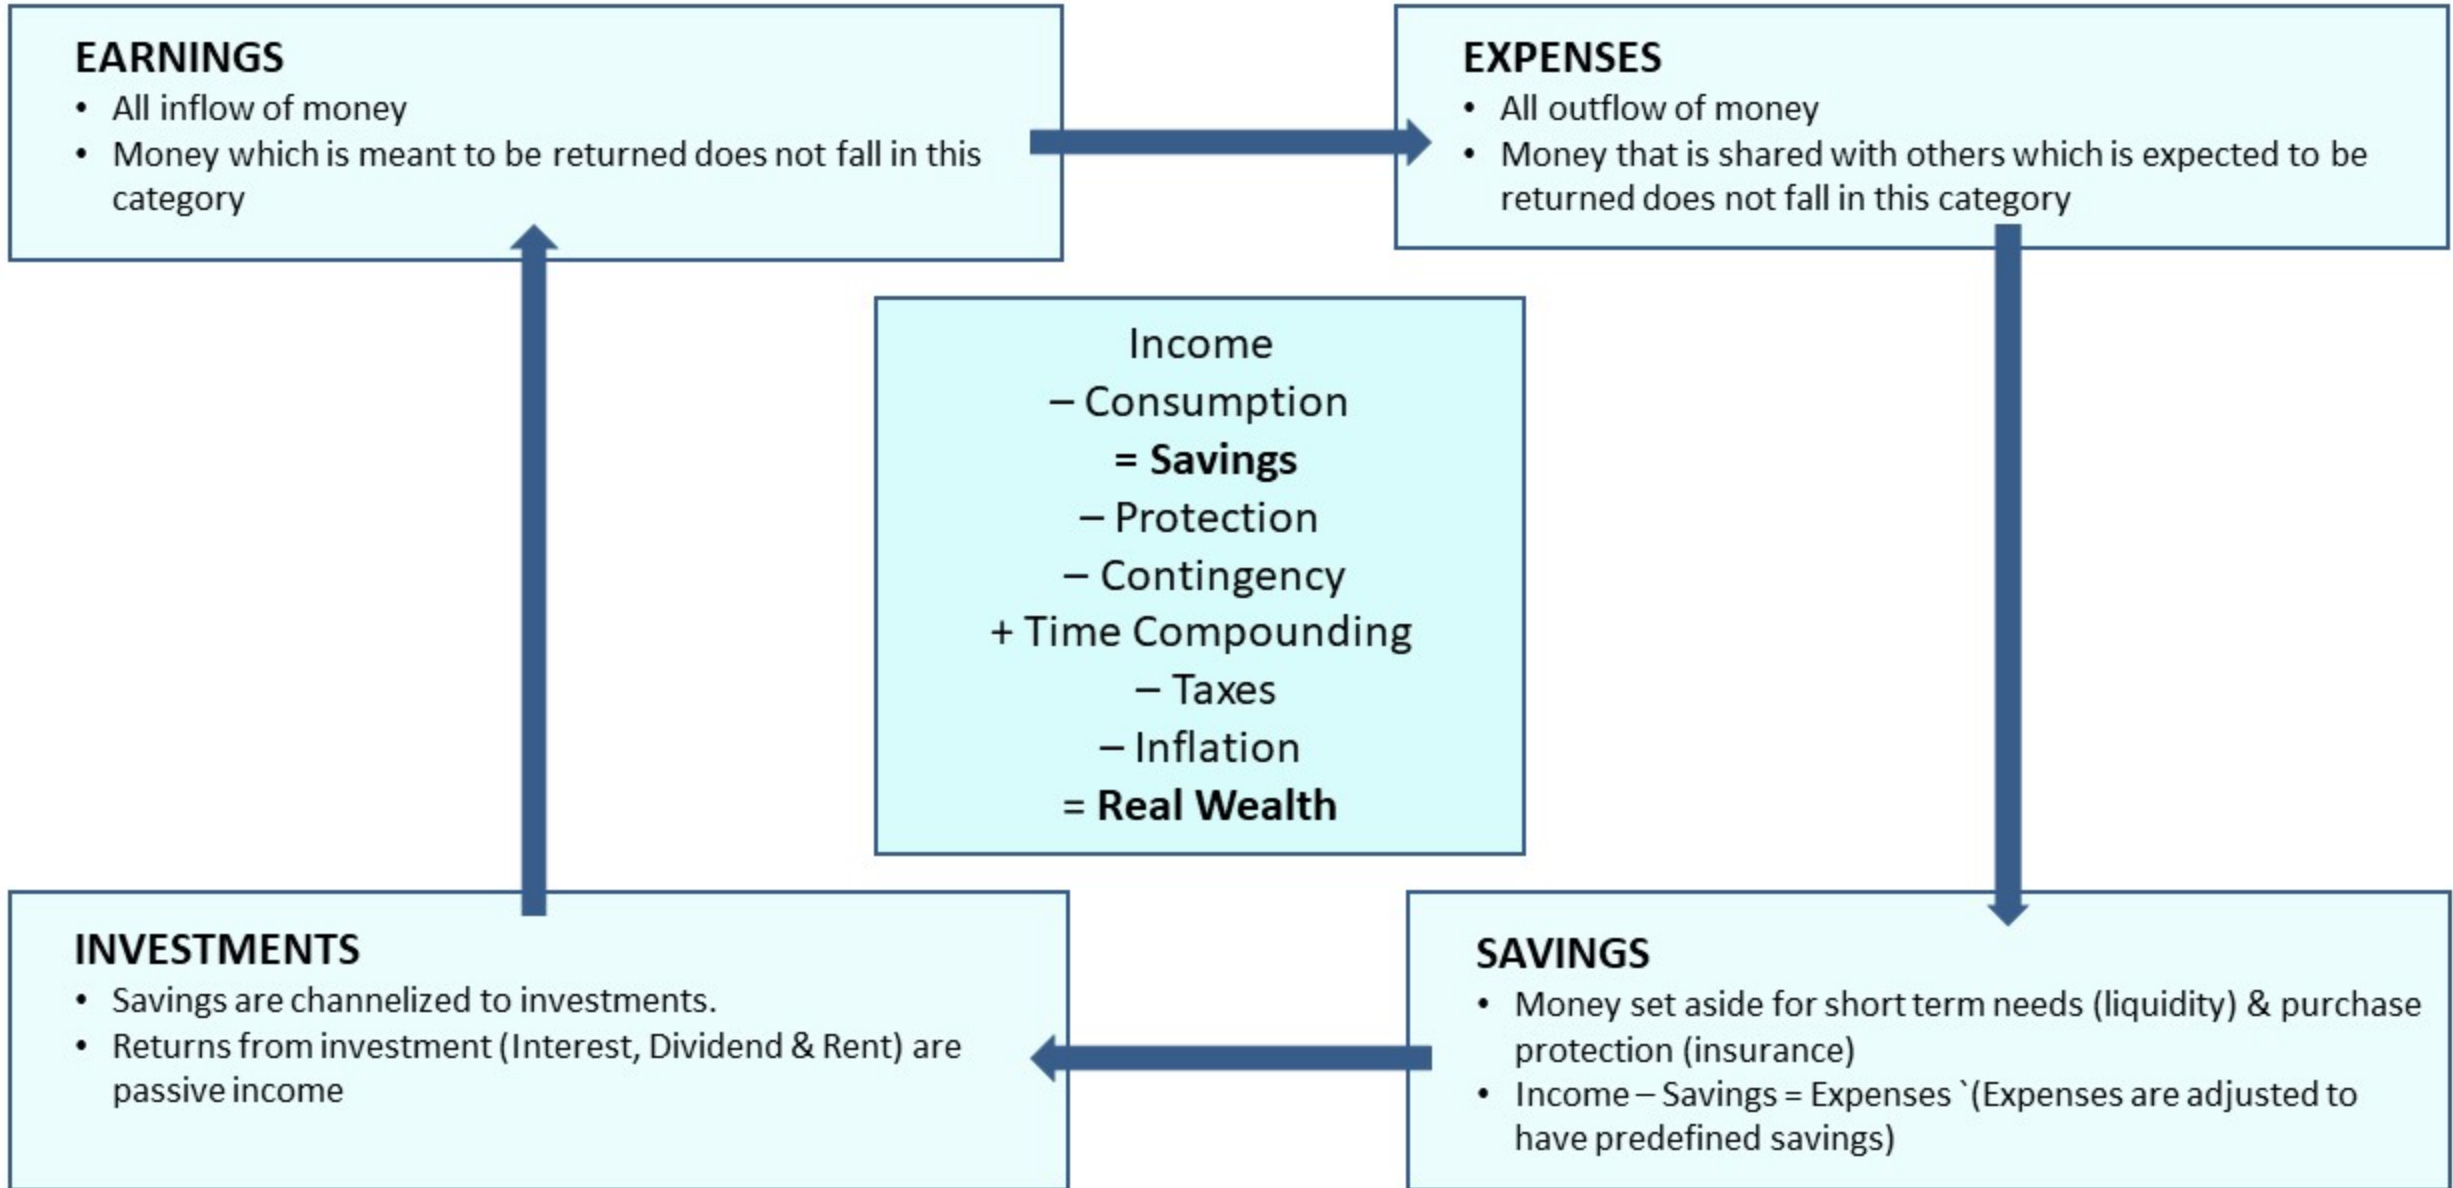 EARNINGS
• All inflow of money
• Money which is meant to be returned does not fall in this
category
EXPENSES
• All outflow of money
• Money that is shared with others which is expected to be
returned does not fall in this category
Income
– Consumption
= Savings
– Protection
– Contingency
+ Time Compounding
– Taxes
– Inflation
= Real Wealth
INVESTMENTS
• Savings are channelized to investments.
• Returns from investment (Interest, Dividend & Rent) are
passive income
SAVINGS
• Money set aside for short term needs (liquidity) & purchase
protection (insurance)
• Income – Savings = Expenses `(Expenses are adjusted to
have predefined savings)